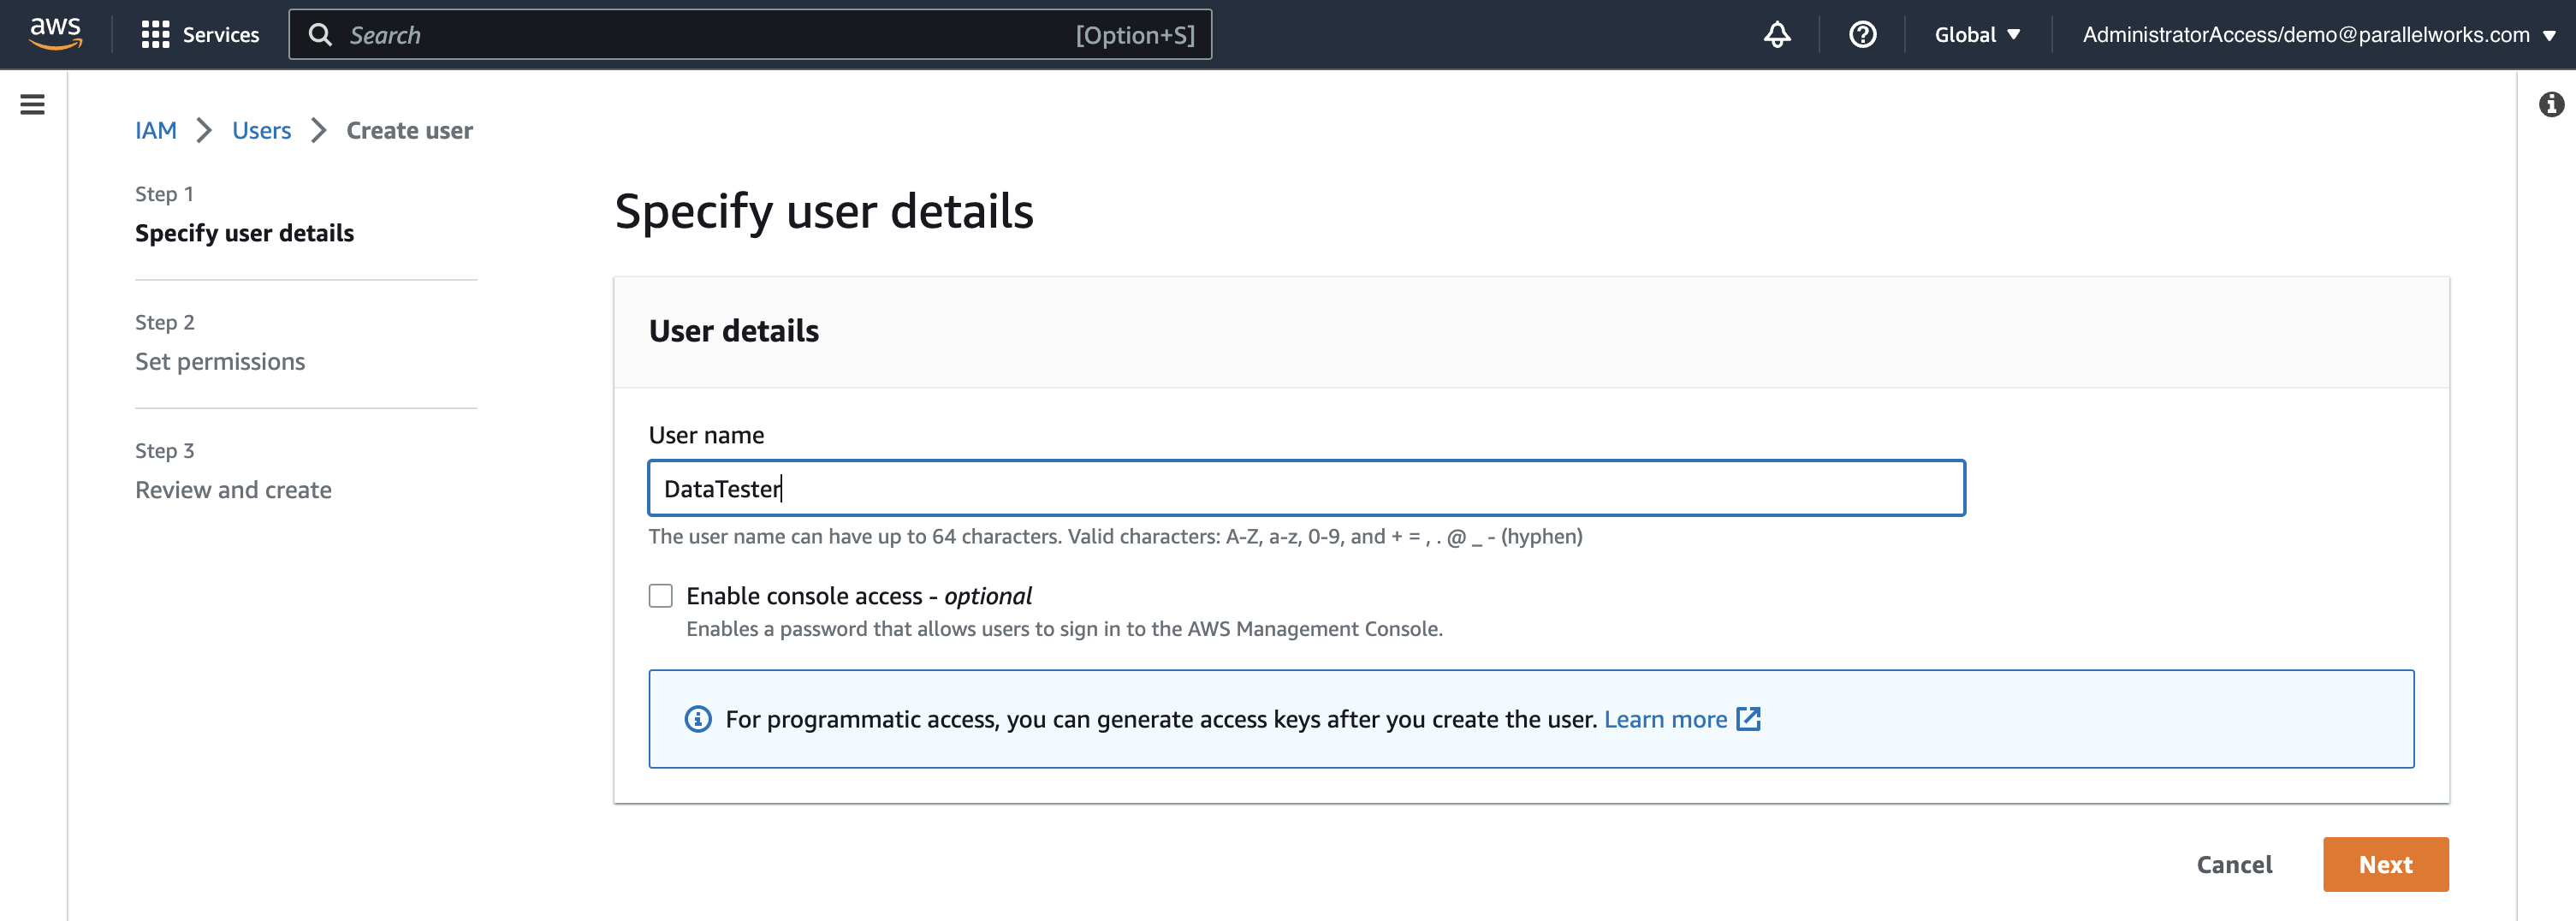 aws
Services
Search
[Option+S]
Global
AdministratorAccess/demo@parallelworks.com
IAM
Users
Create user
Step 1
Specify user details
Step 2
Set permissions
Step 3
Review and create
Specify user details
User details
User name
DataTester
The user name can have up to 64 characters. Valid characters: A-Z, a-z, 0-9, and + = , . @ _ - (hyphen)
Enable console access - optional
Enables a password that allows users to sign in to the AWS Management Console.
For programmatic access, you can generate access keys after you create the user. Learn more
Cancel
Next